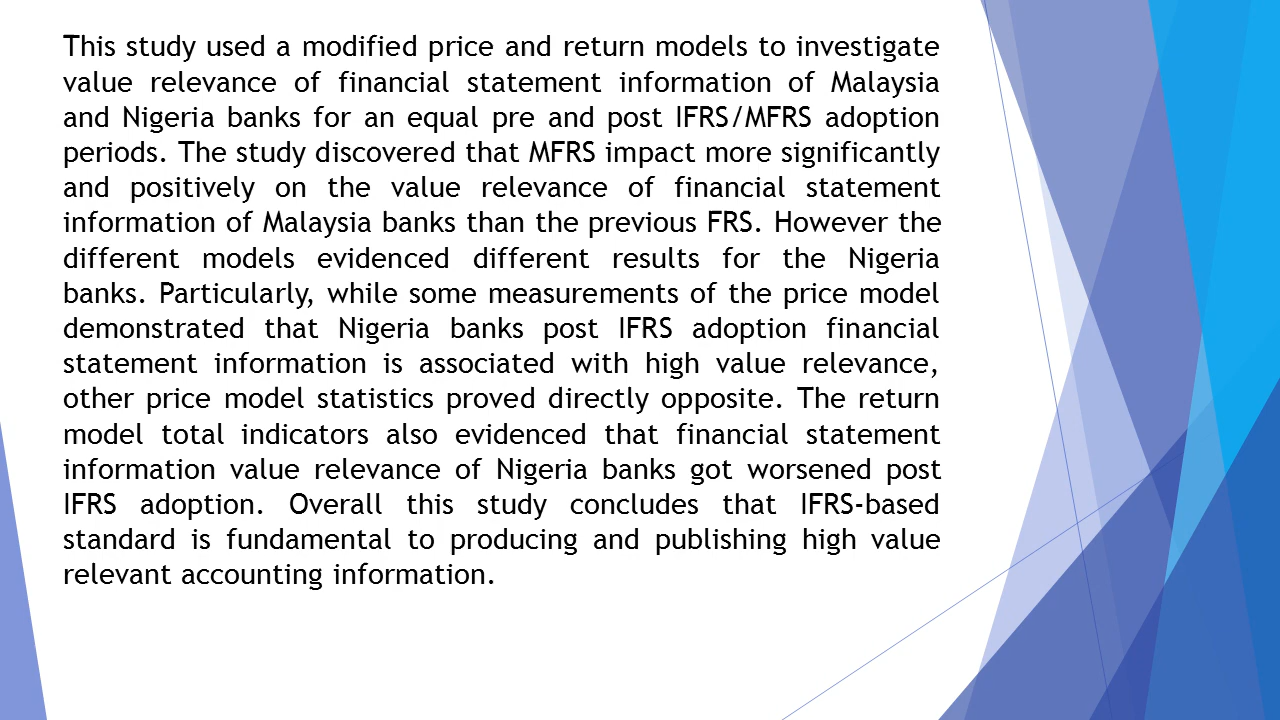 This study used a modified price and return models to investigate
value relevance of financial statement information of Malaysia
and Nigeria banks for an equal pre and post IFRS/MFRS adoption
periods. The study discovered that MFRS impact more significantly
and positively on the value relevance of financial statement
information of Malaysia banks than the previous FRS. However the
different models evidenced different results for the Nigeria
banks. Particularly, while some measurements of the price model
demonstrated that Nigeria banks post IFRS adoption financial
statement information is associated with high value relevance,
other price model statistics proved directly opposite. The return
model total indicators also evidenced that financial statement
information value relevance of Nigeria banks got worsened post
IFRS adoption. Overall this study concludes that IFRS-based
standard is fundamental to producing and publishing high value
relevant accounting information.